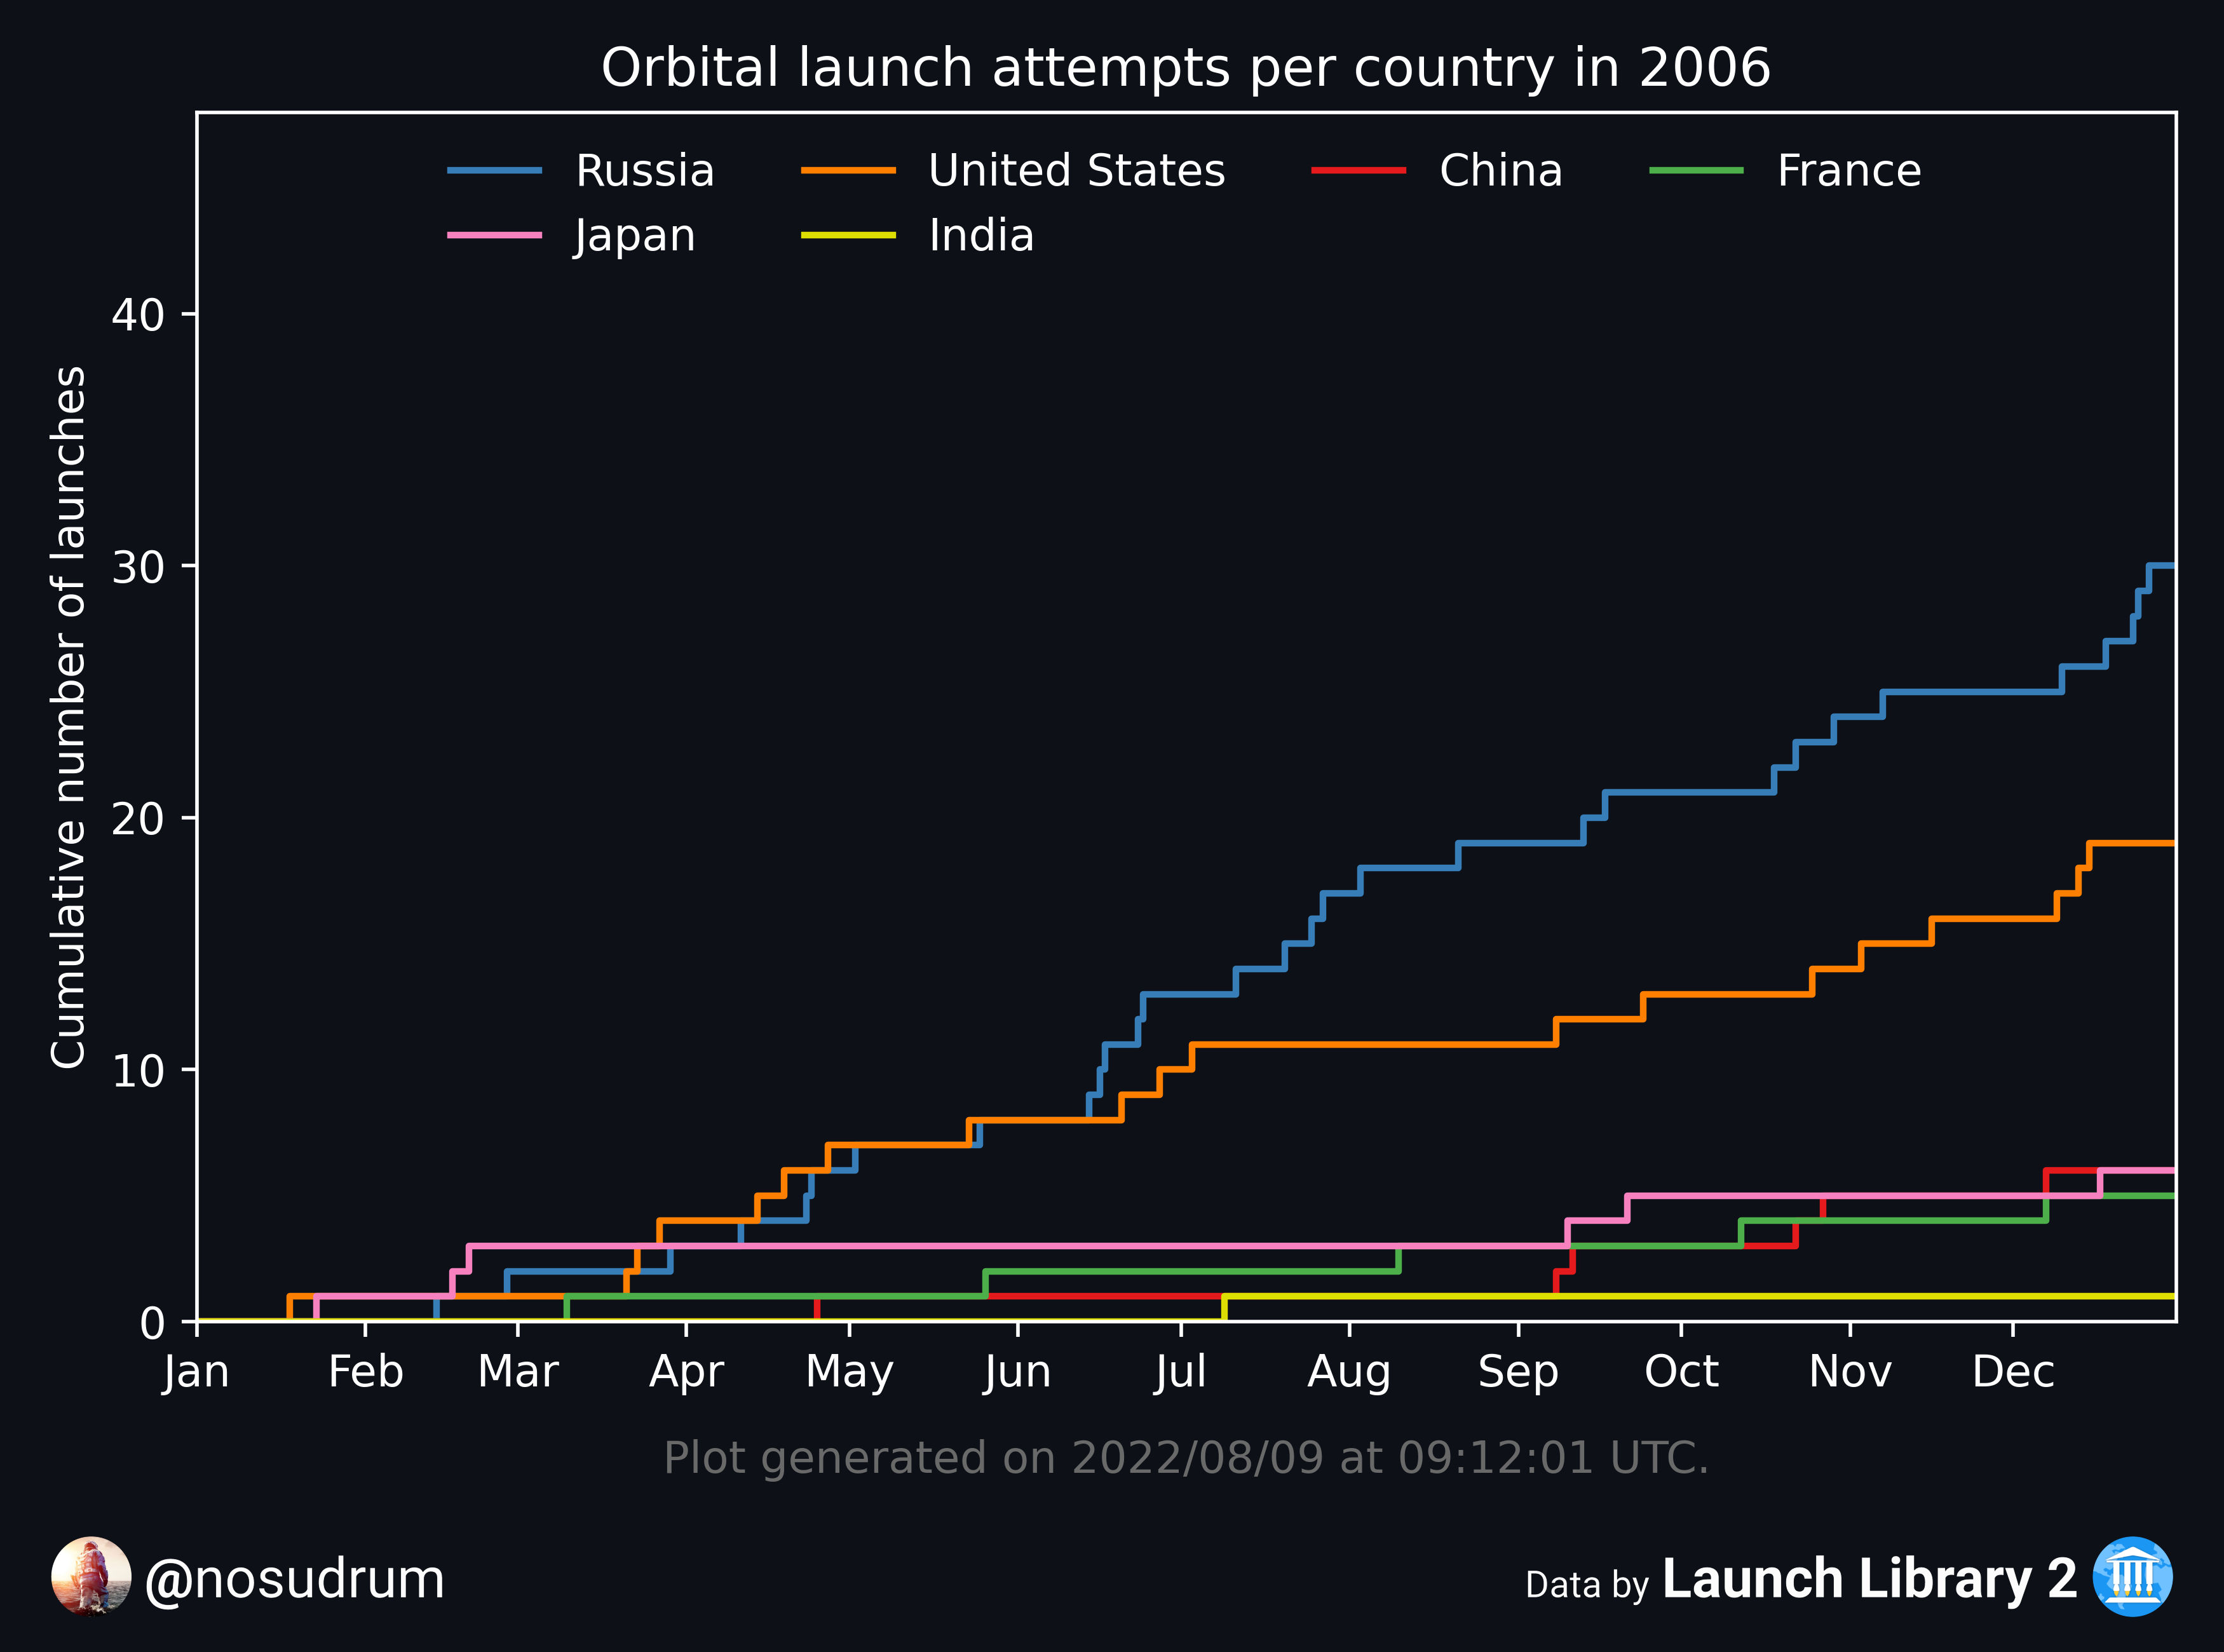 Orbital launch attempts per country in 2006
Russia United States China France
Japan India
Cumulative number of launches
40
30
20
10
0
Jan Feb Mar Apr May Jun Jul Aug Sep Oct Nov Dec
Plot generated on 2022/08/09 at 09:12:01 UTC.
@nosudrum
Data by Launch Library 2